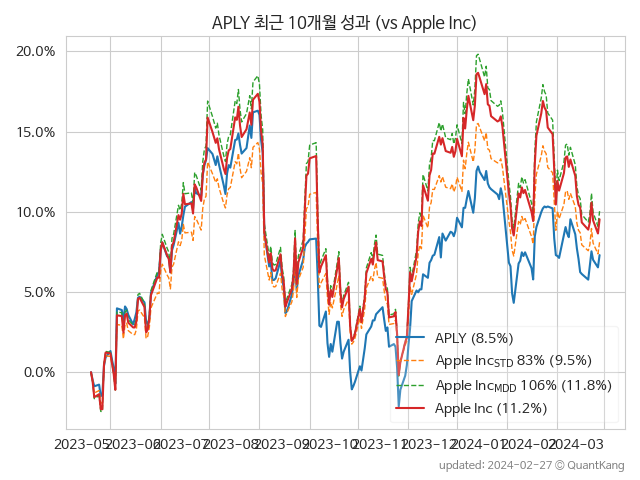 APLY 최근 10개월 성과 (vs Apple Inc)
20.0%
15.0%
10.0%
5.0%
0.0%
APLY (8.5%)
Apple Inc_STD 83% (9.5%)
Apple Inc_MDD 106% (11.8%)
Apple Inc (11.2%)
2023-05 2023-06 2023-07 2023-08 2023-09 2023-10 2023-11 2023-12 2024-01 2024-02 2024-03
updated: 2024-02-27 © QuantKang